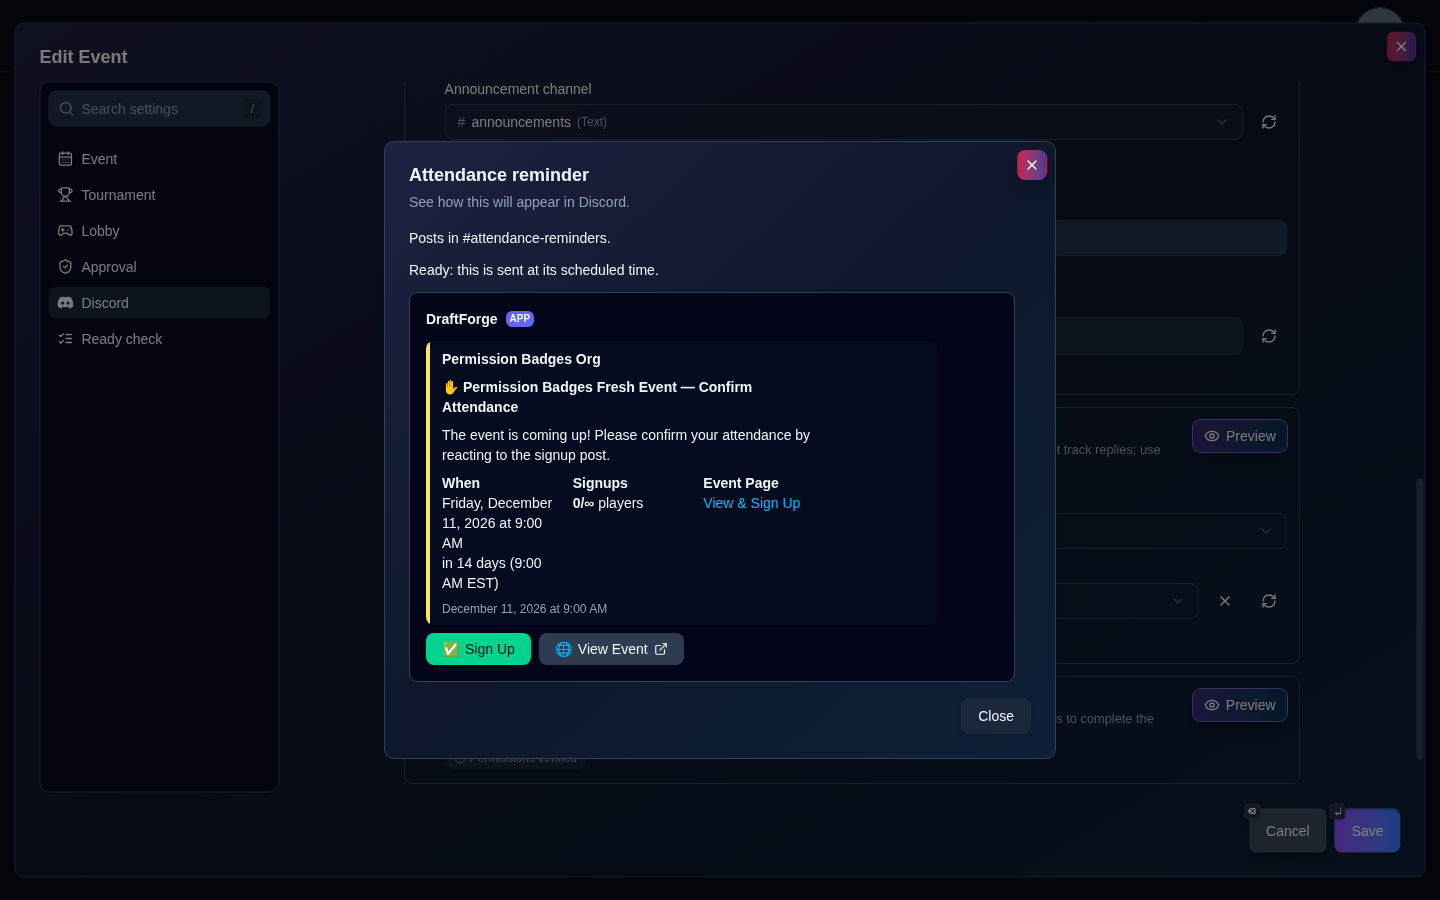 Edit Event
Search settings
/
Event
Tournament
Lobby
Approval
Discord
Ready check
Announcement channel
# announcements (Text)
Attendance reminder
See how this will appear in Discord.
Posts in #attendance-reminders.
Ready: this is sent at its scheduled time.
DraftForge APP
Permission Badges Org
✋ Permission Badges Fresh Event — Confirm
Attendance
The event is coming up! Please confirm your attendance by
reacting to the signup post.
When
Friday, December
11, 2026 at 9:00
AM
in 14 days (9:00
AM EST)
Signups
0/∞ players
Event Page
View & Sign Up
December 11, 2026 at 9:00 AM
✅ Sign Up
🌐 View Event
Close
Preview
t track replies; use
Preview
s to complete the
Permissions verified
Cancel
Save